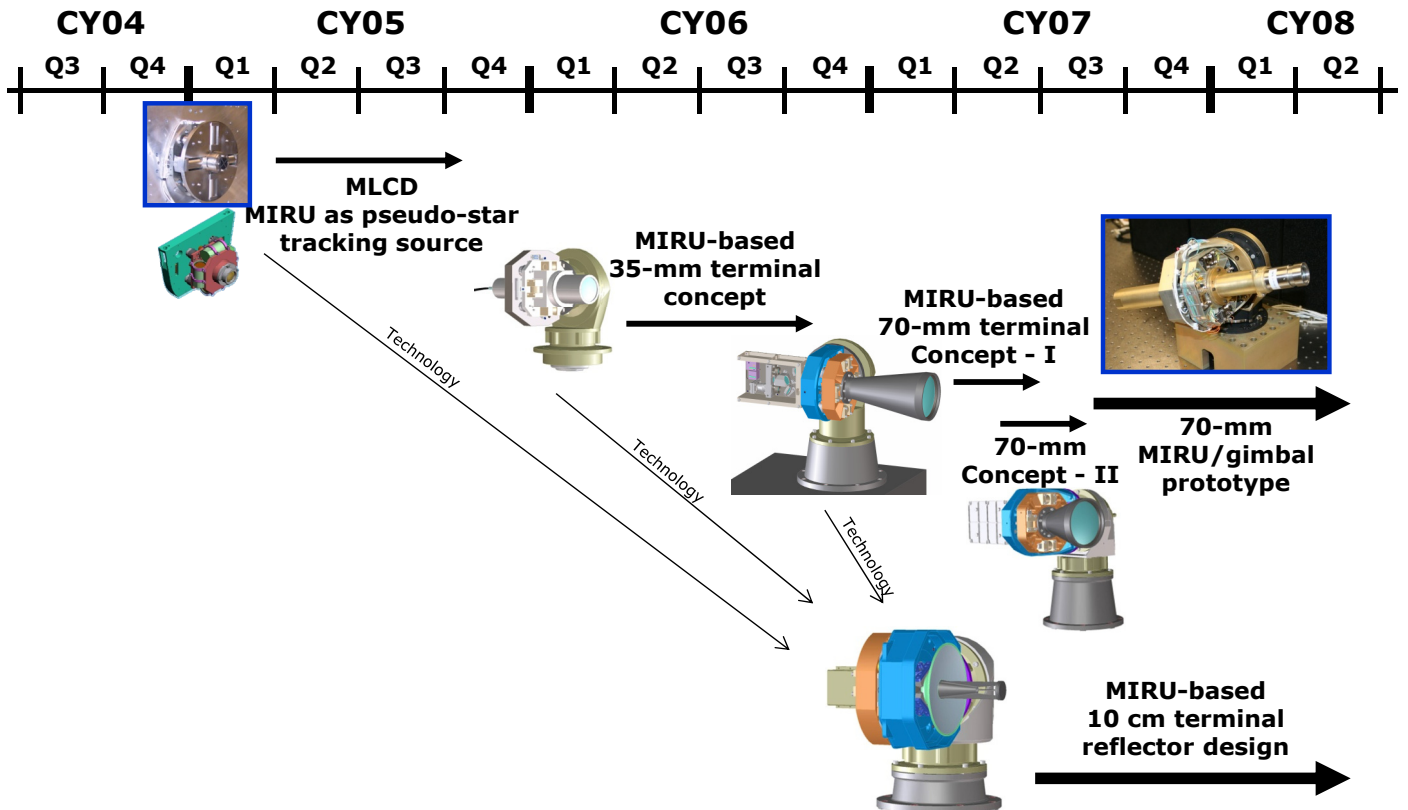 CY04 CY05 CY06 CY07 CY08
Q3 Q4 Q1 Q2 Q3 Q4 Q1 Q2 Q3 Q4 Q1 Q2 Q3 Q4 Q1 Q2
MLCD
MIRU as pseudo-star
tracking source
MIRU-based
35-mm terminal
concept
MIRU-based
70-mm terminal
Concept - I
70-mm
Concept - II
70-mm
MIRU/gimbal
prototype
Technology
Technology
Technology
MIRU-based
10 cm terminal
reflector design